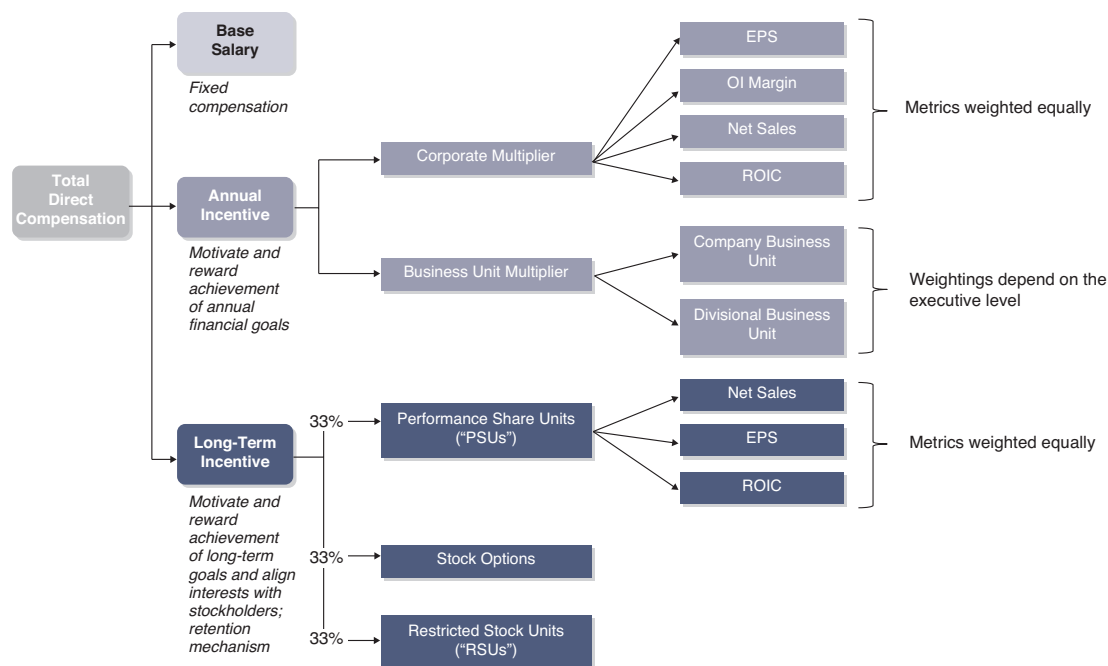 Total
Direct
Compensation
Base
Salary
Fixed
compensation
Annual
Incentive
Motivate and
reward
achievement
of annual
financial goals
Corporate Multiplier
EPS
OI Margin
Net Sales
ROIC
Metrics weighted equally
Business Unit Multiplier
Company Business
Unit
Divisional Business
Unit
Weightings depend on the
executive level
Long-Term
Incentive
Motivate and
reward
achievement
of long-term
goals and align
interests with
stockholders;
retention
mechanism
33%
Performance Share Units
(“PSUs”)
Net Sales
EPS
ROIC
Metrics weighted equally
33%
Stock Options
33%
Restricted Stock Units
(“RSUs”)